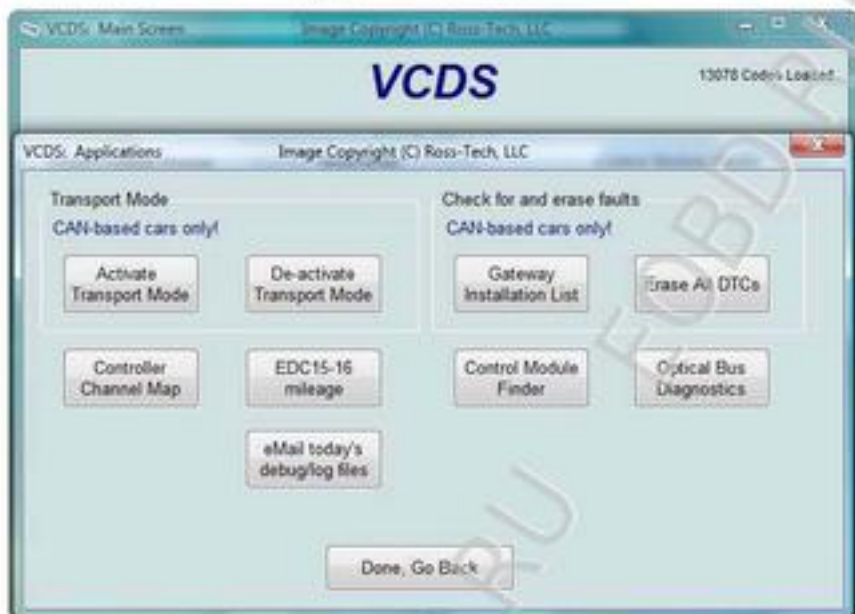 VCDS: Main Screen
Image Copyright (C) Ross-Tech, LLC
VCDS
13078 Codes Loaded.
VCDS: Applications
Image Copyright (C) Ross-Tech, LLC
Transport Mode
CAN-based cars only!
Activate
Transport Mode
De-activate
Transport Mode
Check for and erase faults
CAN-based cars only!
Gateway
Installation List
Erase All DTCs
Controller
Channel Map
EDC15-16
mileage
Control Module
Finder
Optical Bus
Diagnostics
eMail today's
debug/log files
Done, Go Back
FOBD.RU
RU